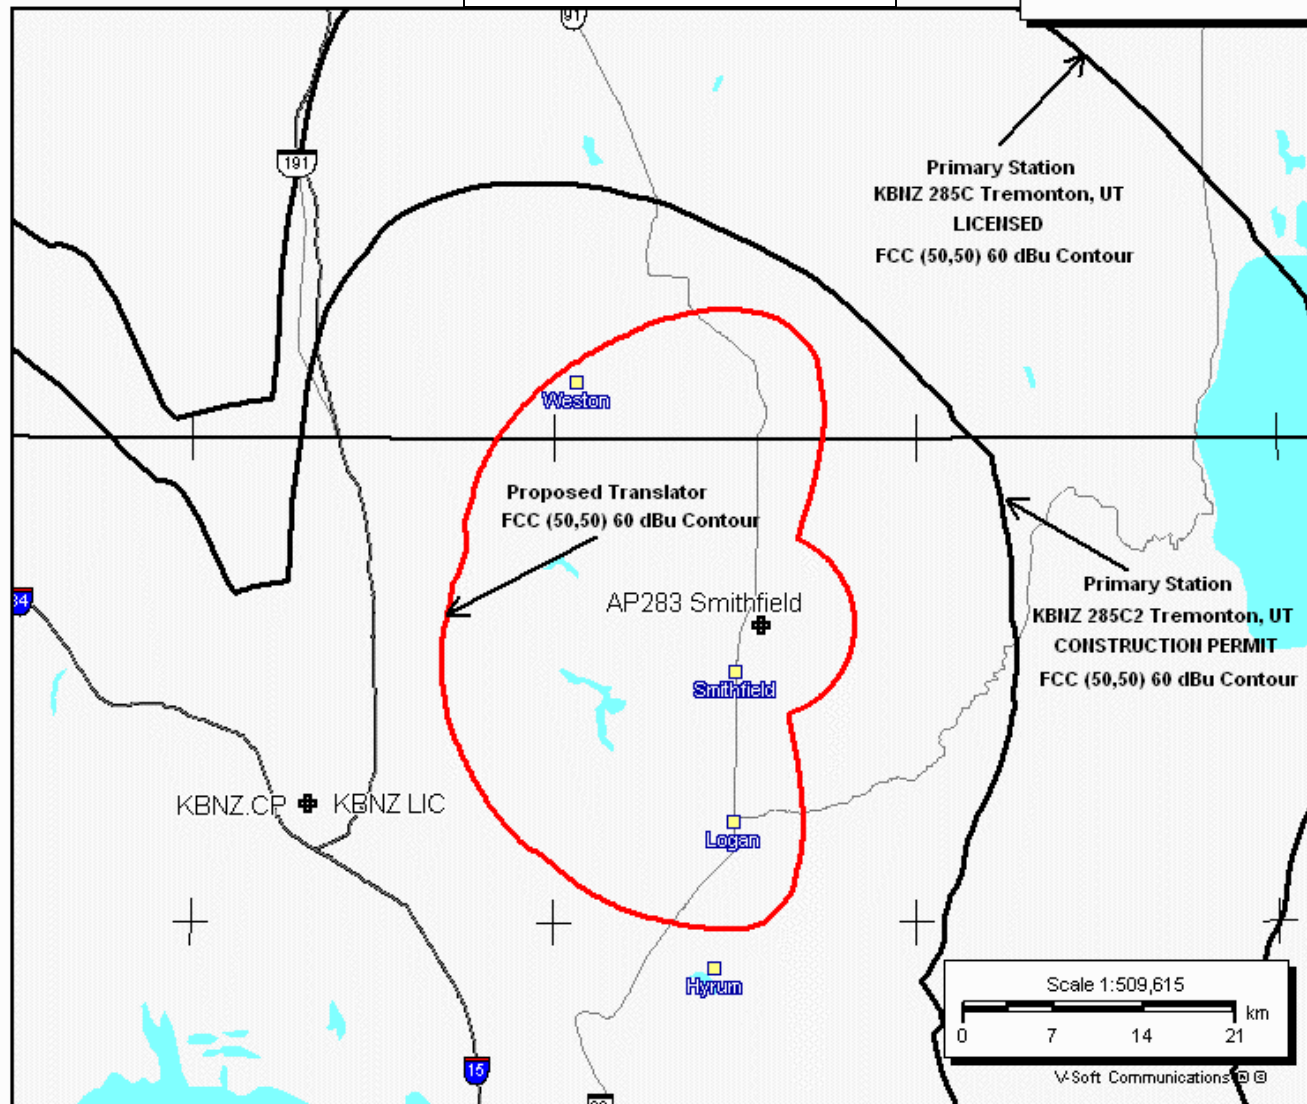 91
191
Primary Station
KBNZ 285C Tremonton, UT
LICENSED
FCC (50,50) 60 dBu Contour
Weston
Proposed Translator
FCC (50,50) 60 dBu Contour
AP283 Smithfield
Smithfield
84
Primary Station
KBNZ 285C2 Tremonton, UT
CONSTRUCTION PERMIT
FCC (50,50) 60 dBu Contour
KBNZ.CP
KBNZ LIC
Logan
Hyrum
15
Scale 1:509,615
km
0 7 14 21
V-Soft Communications ® ©